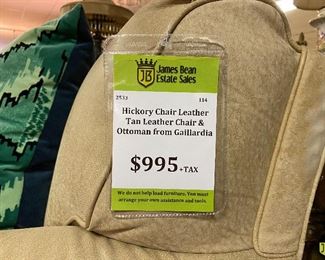 James Bean
JB Estate Sales
2533 114
Hickory Chair Leather
Tan Leather Chair &
Ottoman from Gaillardia
$995 +TAX
We do not help load furniture. You must
arrange your own assistance and tools.